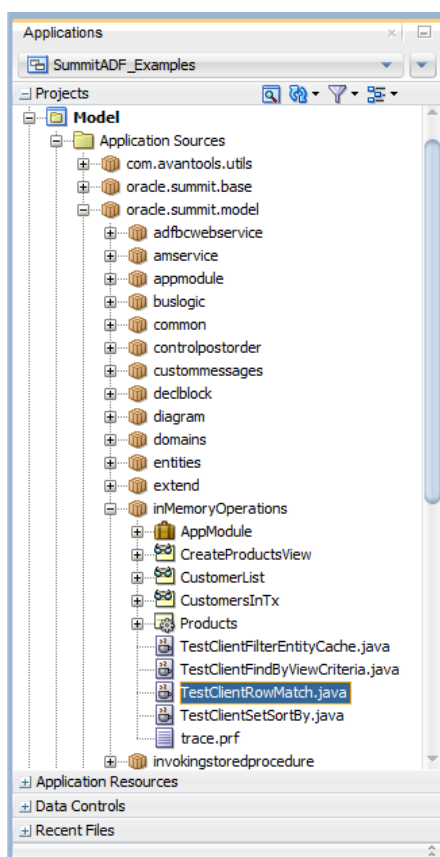 Applications
SummitADF_Examples
Projects
Model
Application Sources
com.avantools.utils
oracle.summit.base
oracle.summit.model
adfbcwebservice
amservice
appmodule
buslogic
common
controlpostorder
custommessages
declblock
diagram
domains
entities
extend
inMemoryOperations
AppModule
CreateProductsView
CustomerList
CustomersInTx
Products
TestClientFilterEntityCache.java
TestClientFindByViewCriteria.java
TestClientRowMatch.java
TestClientSetSortBy.java
trace.prf
invokingstoredprocedure
Application Resources
Data Controls
Recent Files